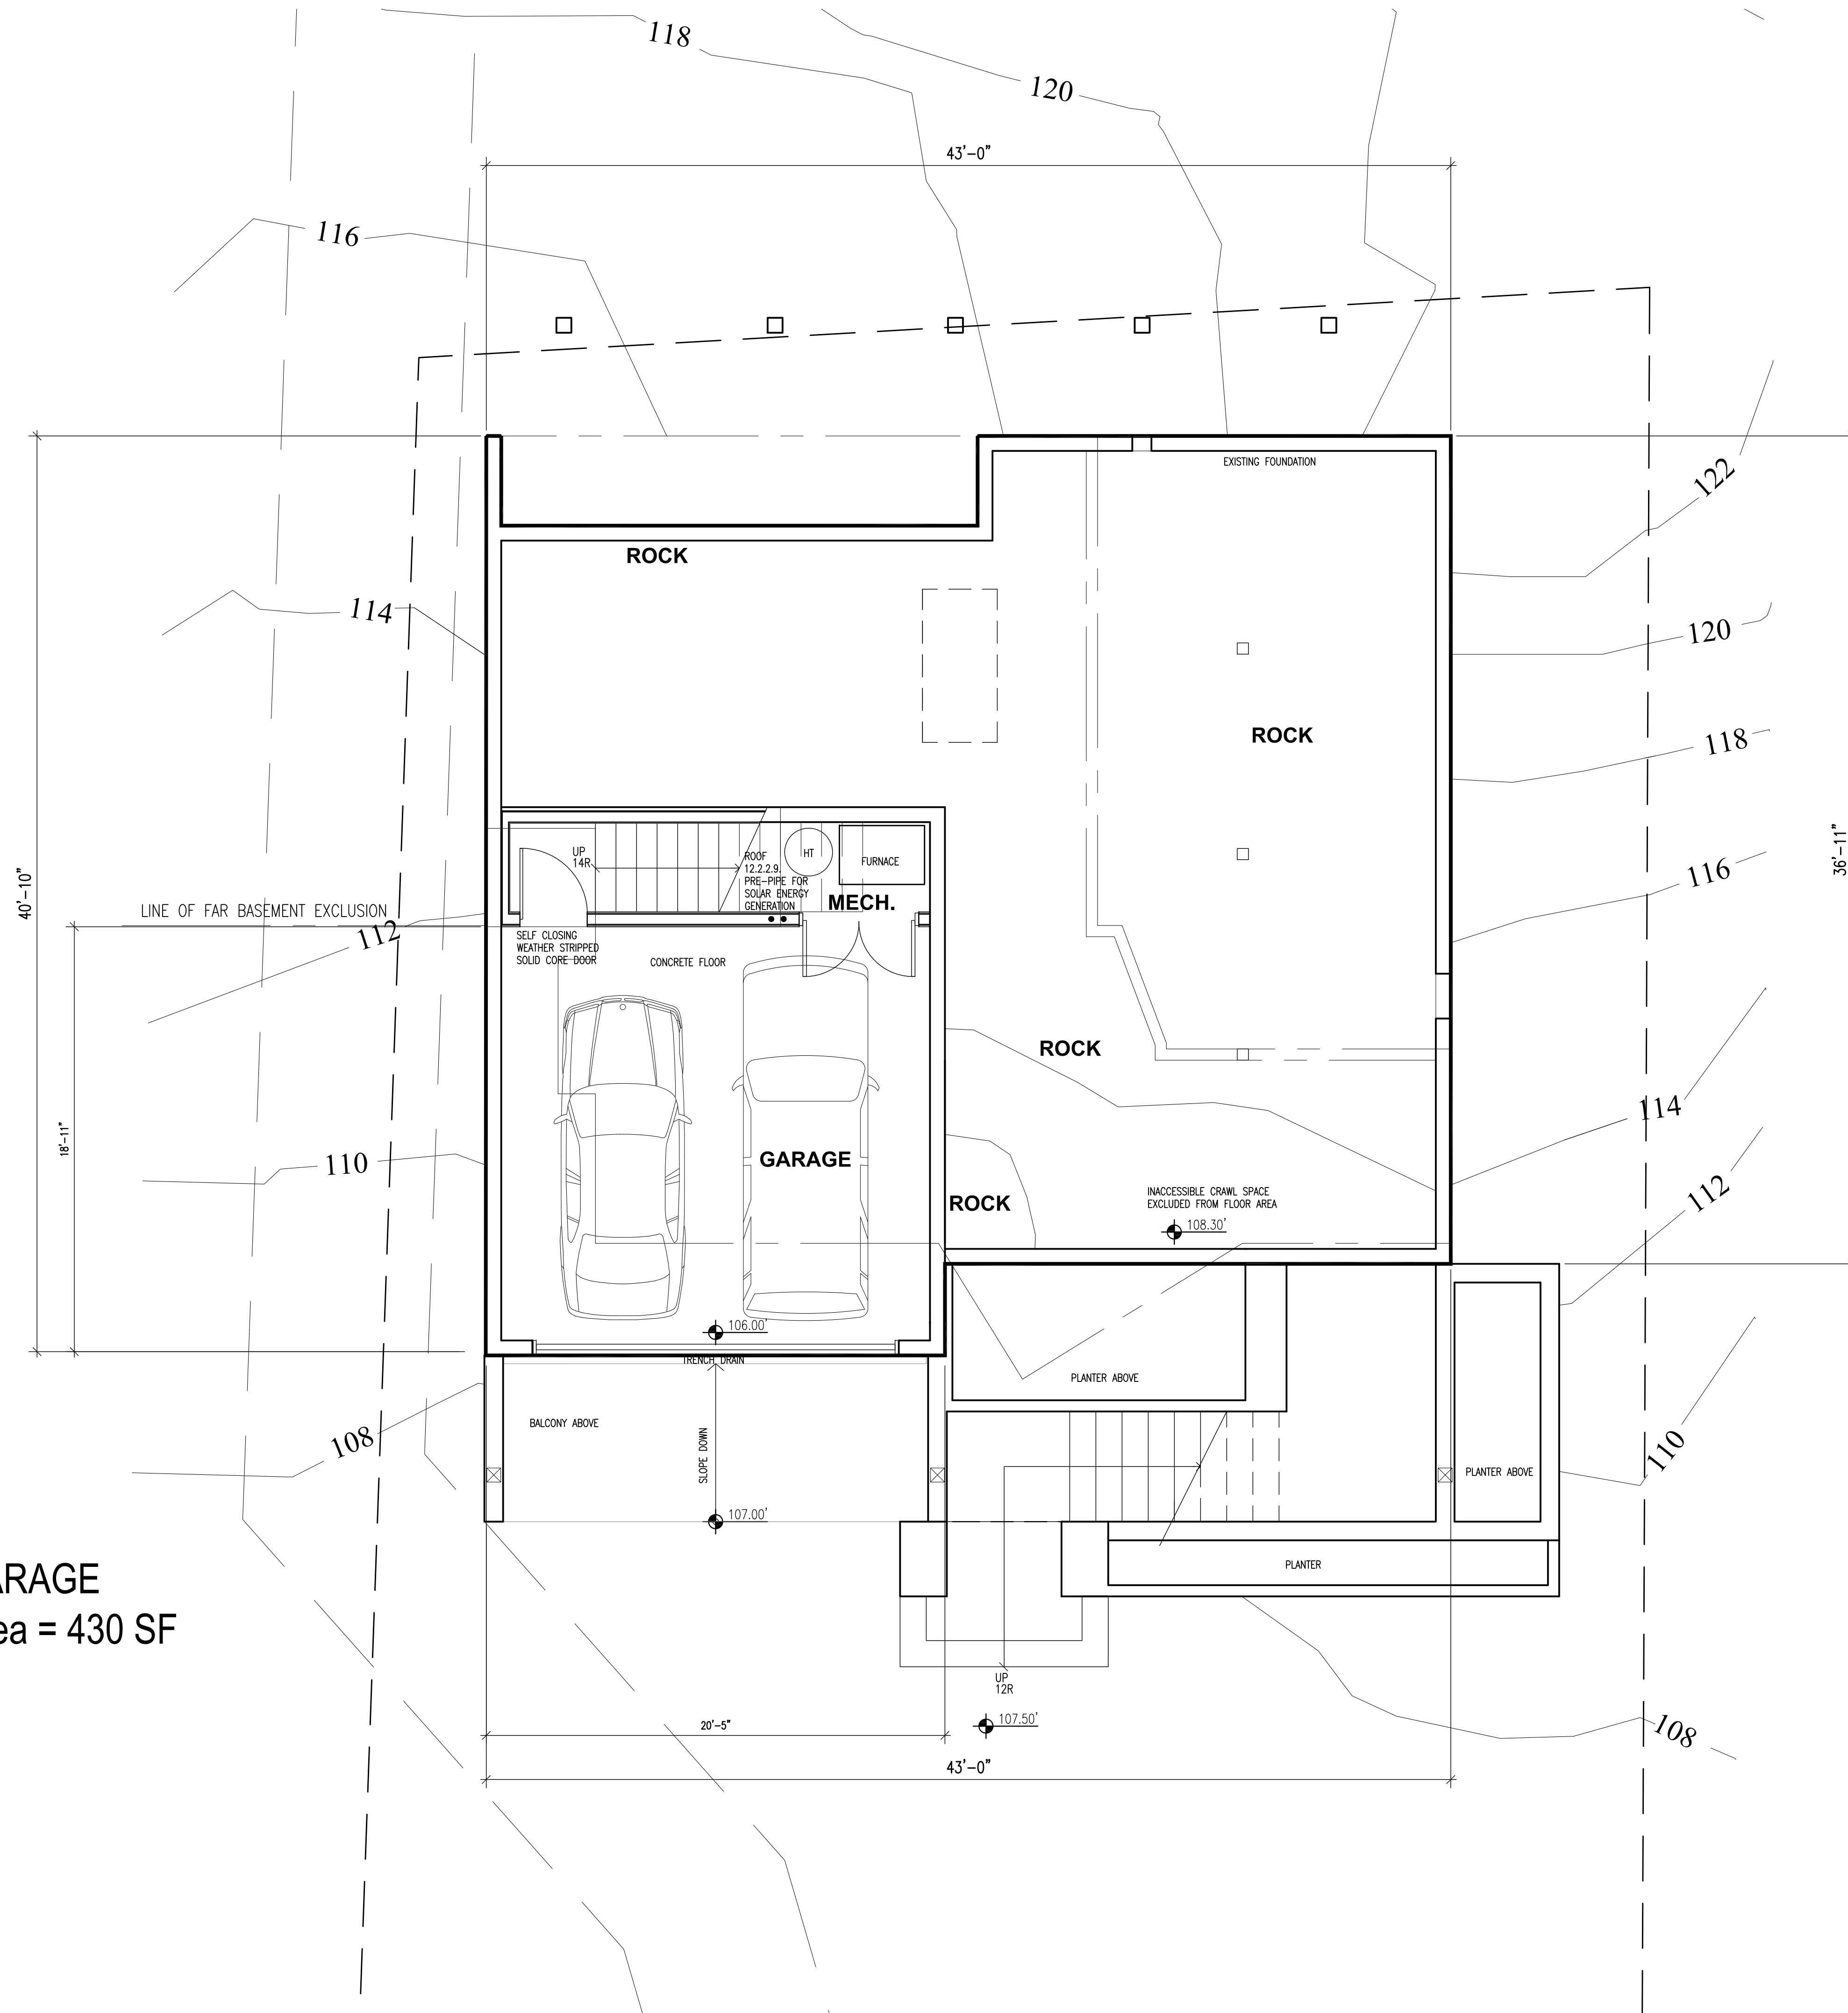 118
120
43'-0"
116
EXISTING FOUNDATION
122
ROCK
114
120
ROCK
118
36'-11"
UP
14R
ROOF
12.2.2.9.
PRE-PIPE FOR
SOLAR ENERGY
GENERATION
HT
FURNACE
MECH.
116
40'-10"
LINE OF FAR BASEMENT EXCLUSION
112
SELF CLOSING
WEATHER STRIPPED
SOLID CORE DOOR
CONCRETE FLOOR
ROCK
114
18'-11"
110
GARAGE
ROCK
INACCESSIBLE CRAWL SPACE
EXCLUDED FROM FLOOR AREA
108.30'
112
106.00'
TRENCH DRAIN
PLANTER ABOVE
BALCONY ABOVE
108
SLOPE DOWN
PLANTER ABOVE
110
107.00'
PLANTER
ARAGE
ea = 430 SF
UP
12R
20'-5"
107.50'
108
43'-0"